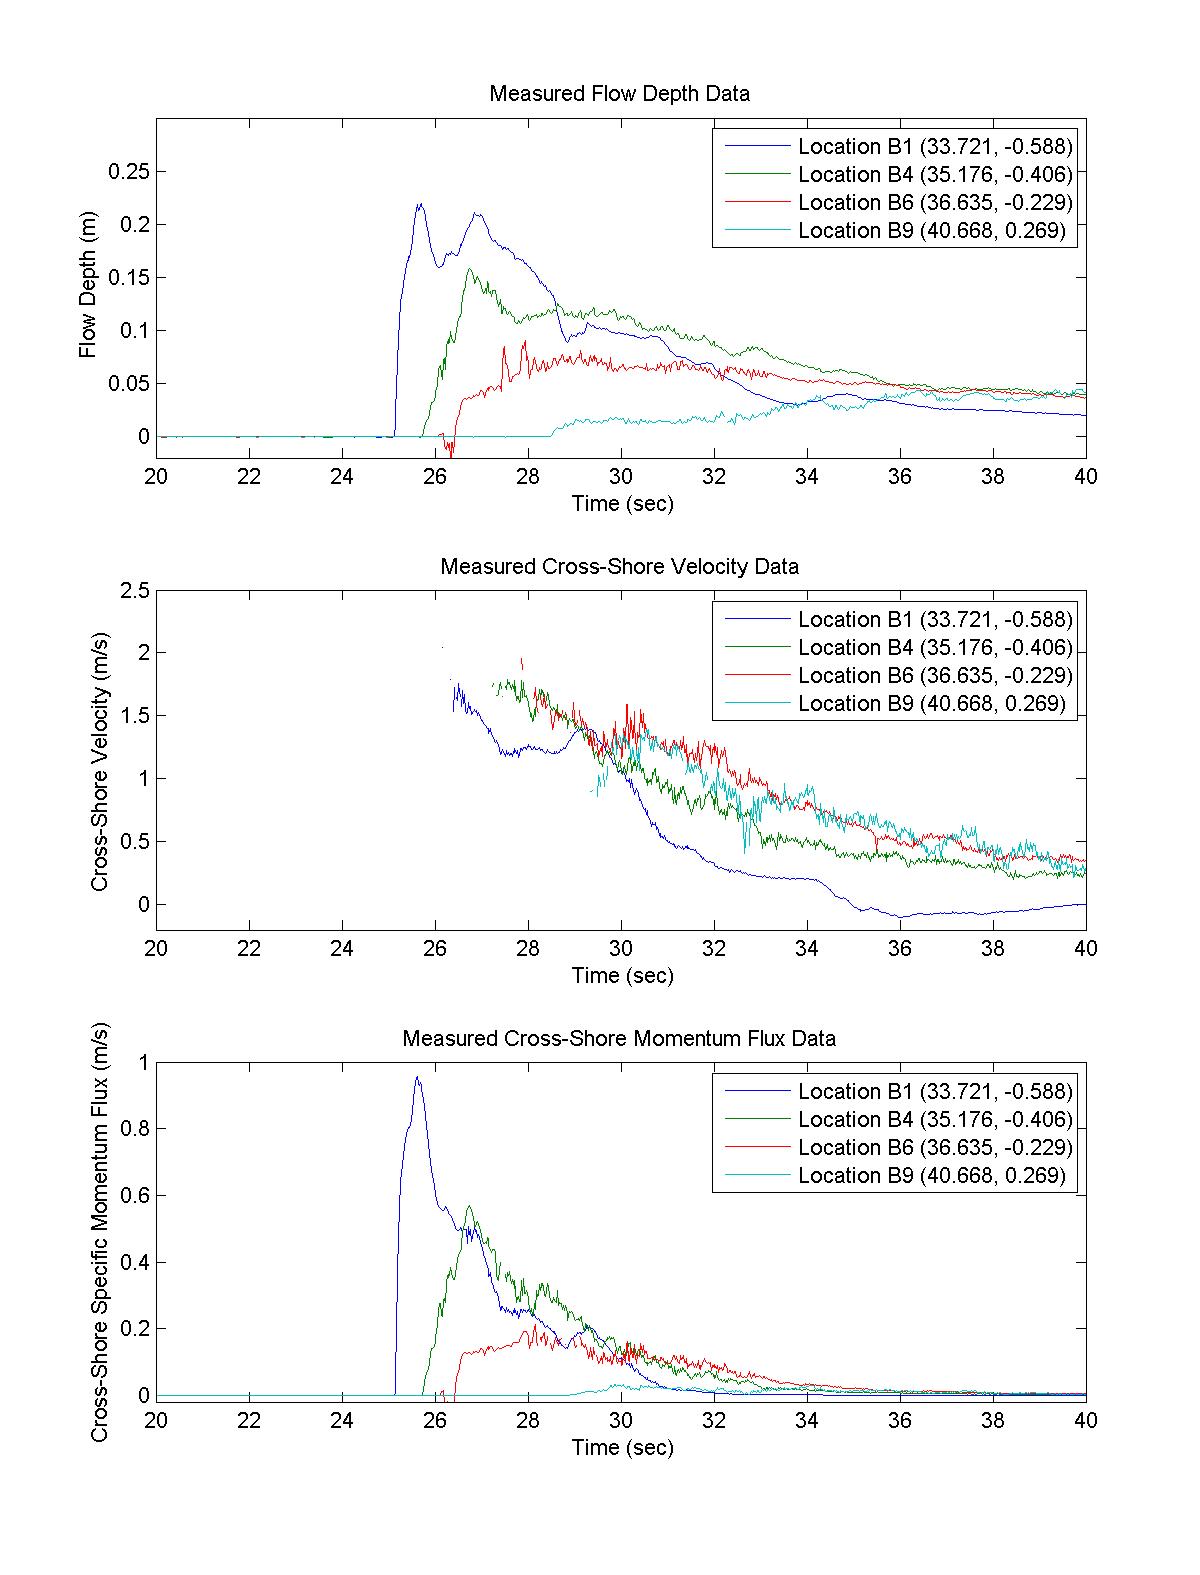 Measured Flow Depth Data
Flow Depth (m)
0.25
0.2
0.15
0.1
0.05
0
Location B1 (33.721, -0.588)
Location B4 (35.176, -0.406)
Location B6 (36.635, -0.229)
Location B9 (40.668, 0.269)
20 22 24 26 28 30 32 34 36 38 40
Time (sec)
Measured Cross-Shore Velocity Data
Cross-Shore Velocity (m/s)
2.5
2
1.5
1
0.5
0
Location B1 (33.721, -0.588)
Location B4 (35.176, -0.406)
Location B6 (36.635, -0.229)
Location B9 (40.668, 0.269)
20 22 24 26 28 30 32 34 36 38 40
Time (sec)
Measured Cross-Shore Momentum Flux Data
Cross-Shore Specific Momentum Flux (m/s)
1
0.8
0.6
0.4
0.2
0
Location B1 (33.721, -0.588)
Location B4 (35.176, -0.406)
Location B6 (36.635, -0.229)
Location B9 (40.668, 0.269)
20 22 24 26 28 30 32 34 36 38 40
Time (sec)